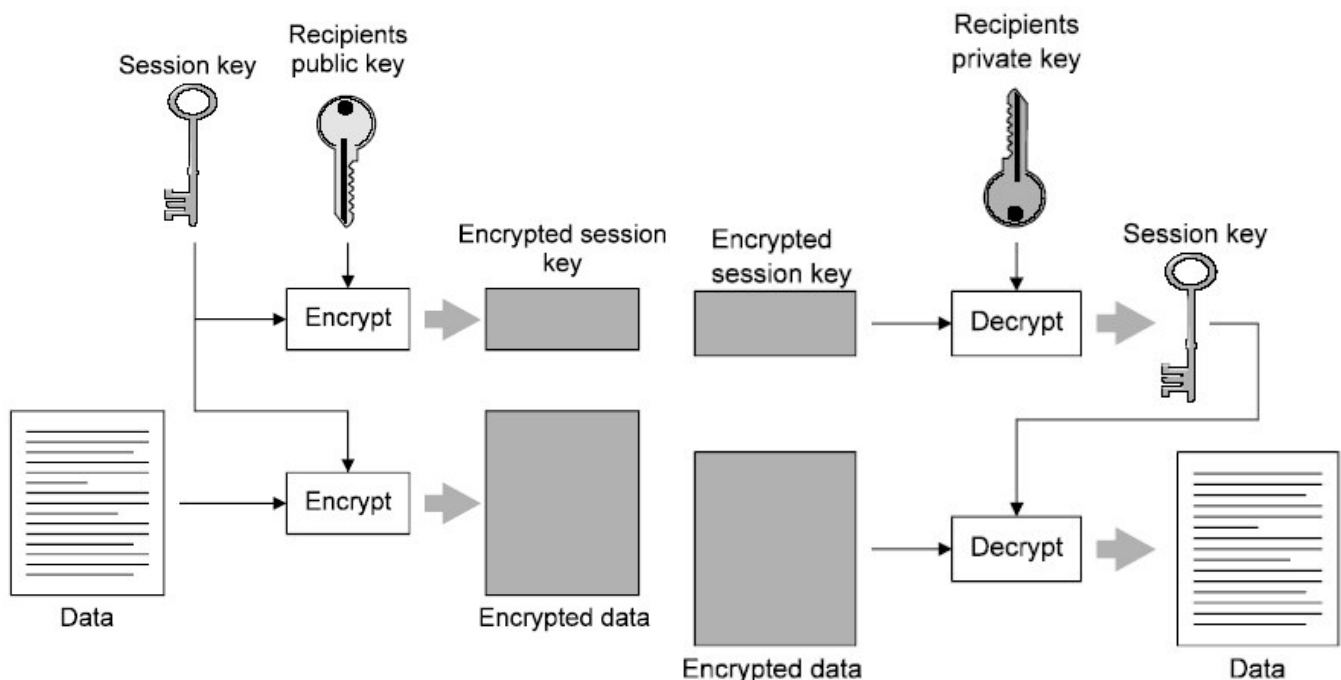 Session key
Recipients
public key
Recipients
private key
Encrypted session
key
Encrypted
session key
Session key
Encrypt
Decrypt
Encrypt
Decrypt
Data
Encrypted data
Encrypted data
Data